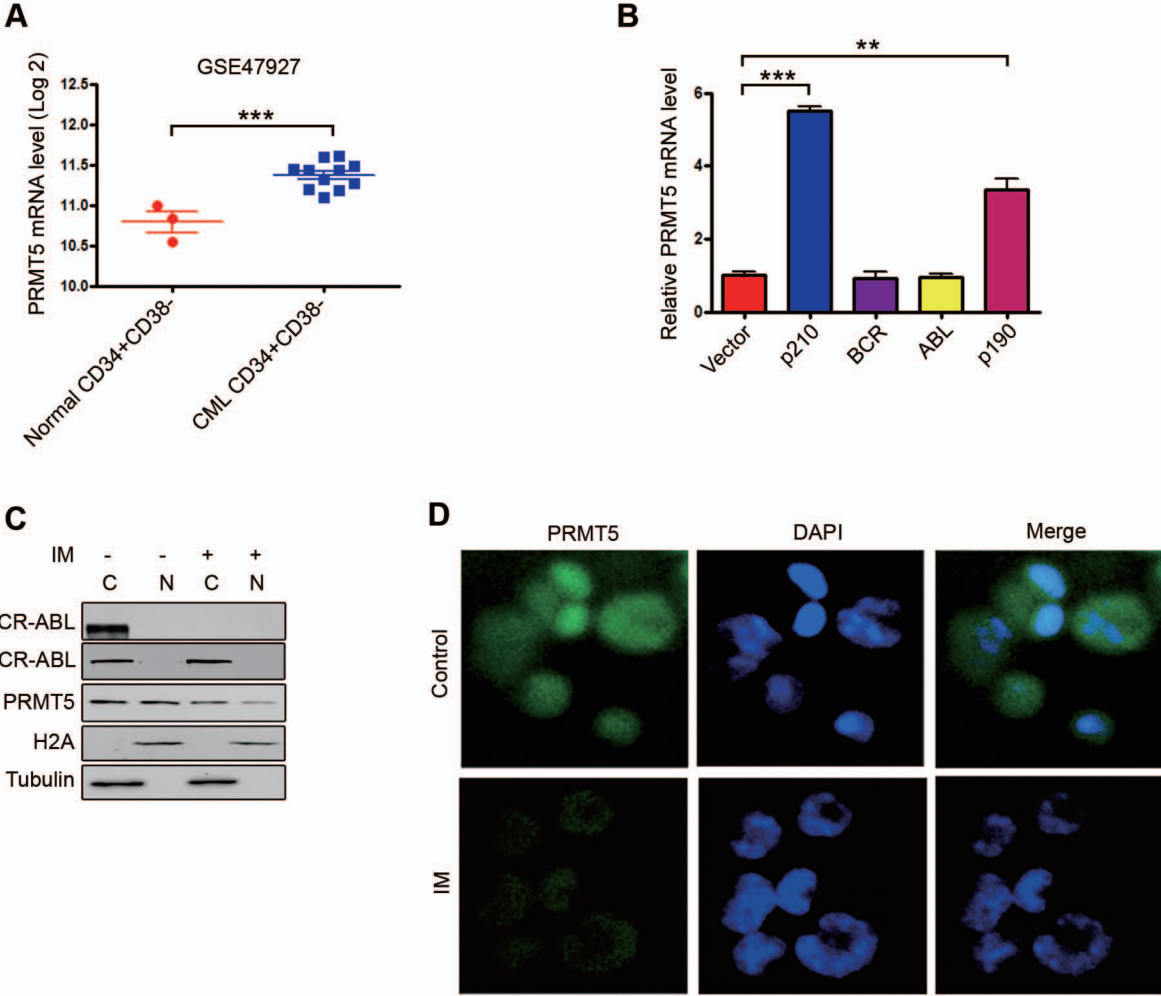 A
GSE47927
PRMT5 mRNA level (Log 2)
12.5
12.0
11.5
11.0
10.5
10.0
***
Normal CD34+CD38-
CML CD34+CD38-
B
Relative PRMT5 mRNA level
6
4
2
0
**
***
Vector
p210
BCR
ABL
p190
C
IM - - + +
C N C N
CR-ABL
CR-ABL
PRMT5
H2A
Tubulin
D
PRMT5 DAPI Merge
Control
IM